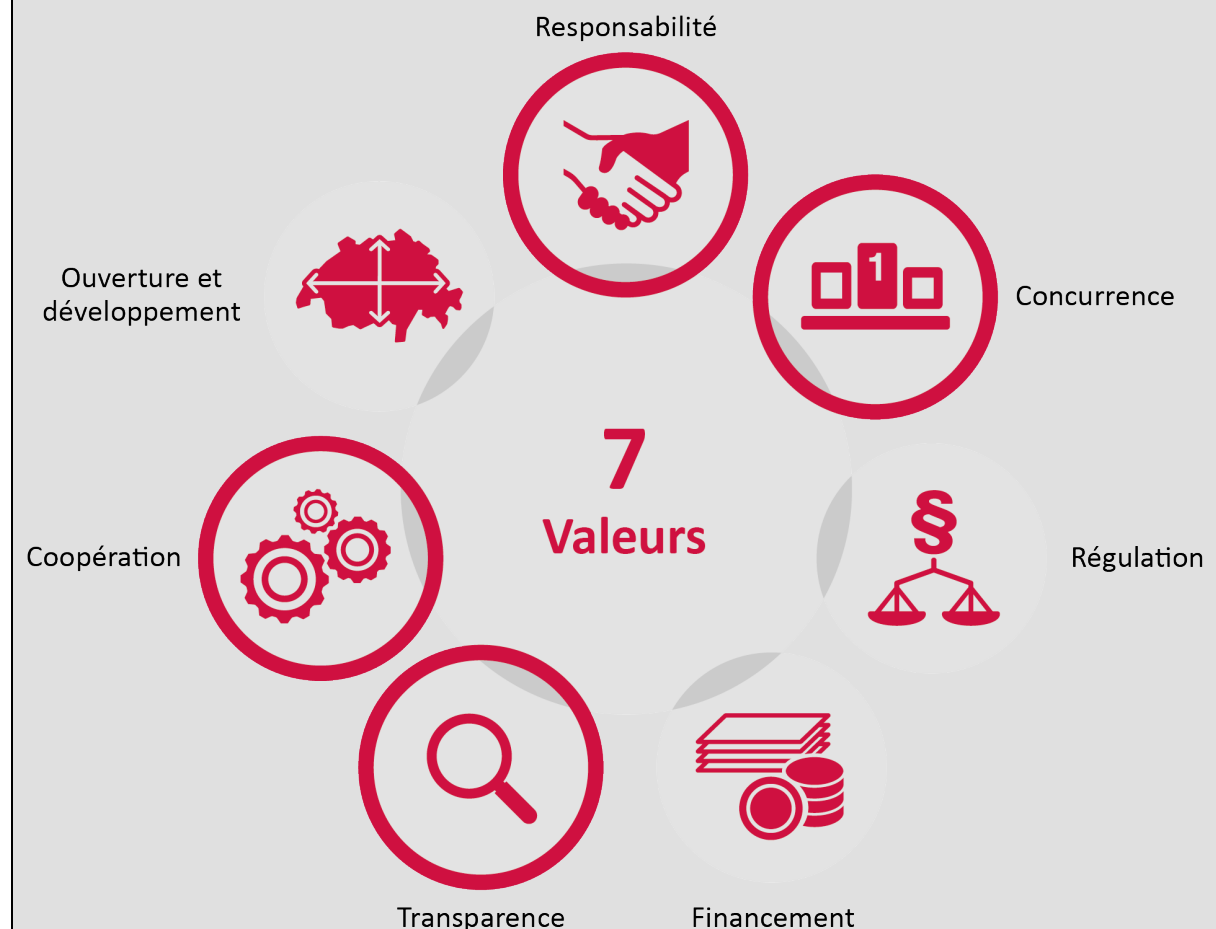 Responsabilité
1
Concurrence
Ouverture et
développement
7
Valeurs
§
Régulation
Coopération
Transparence
Financement